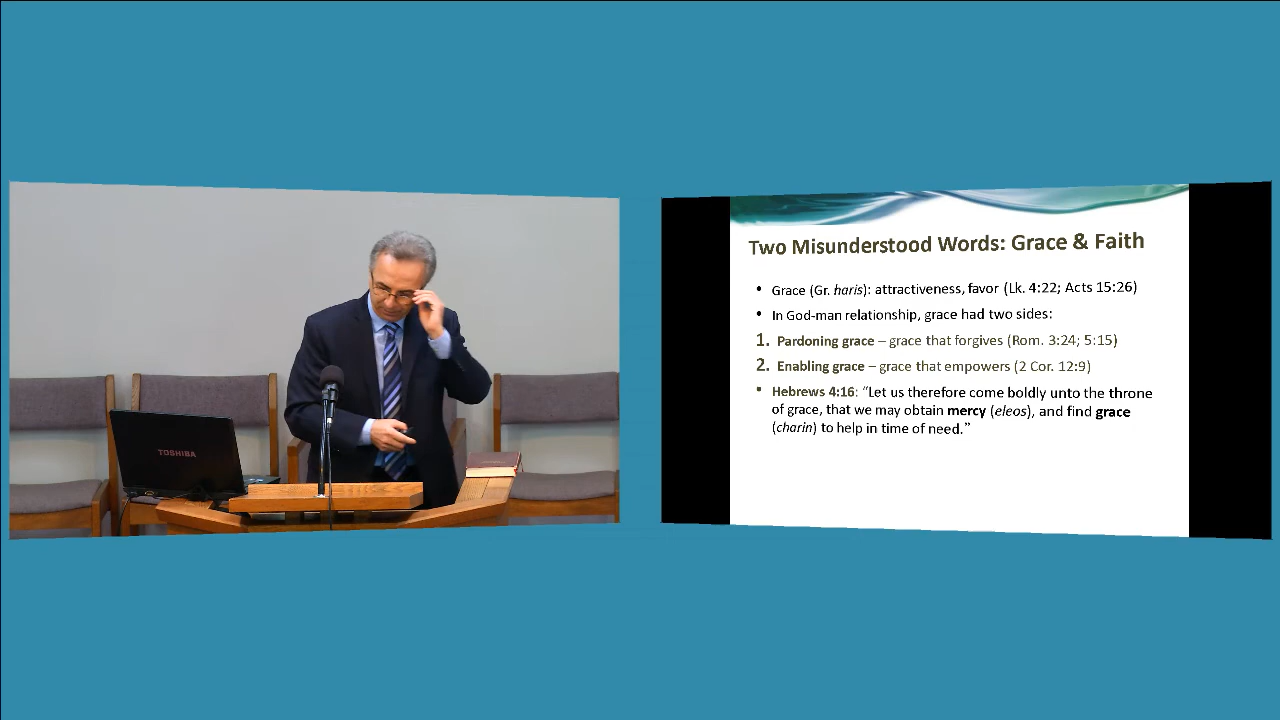 TOSHIBA
Two Misunderstood Words: Grace & Faith
• Grace (Gr. haris): attractiveness, favor (Lk. 4:22; Acts 15:26)
• In God-man relationship, grace had two sides:
1. Pardoning grace – grace that forgives (Rom. 3:24; 5:15)
2. Enabling grace – grace that empowers (2 Cor. 12:9)
• Hebrews 4:16: “Let us therefore come boldly unto the throne
of grace, that we may obtain mercy (eleos), and find grace
(charin) to help in time of need.”